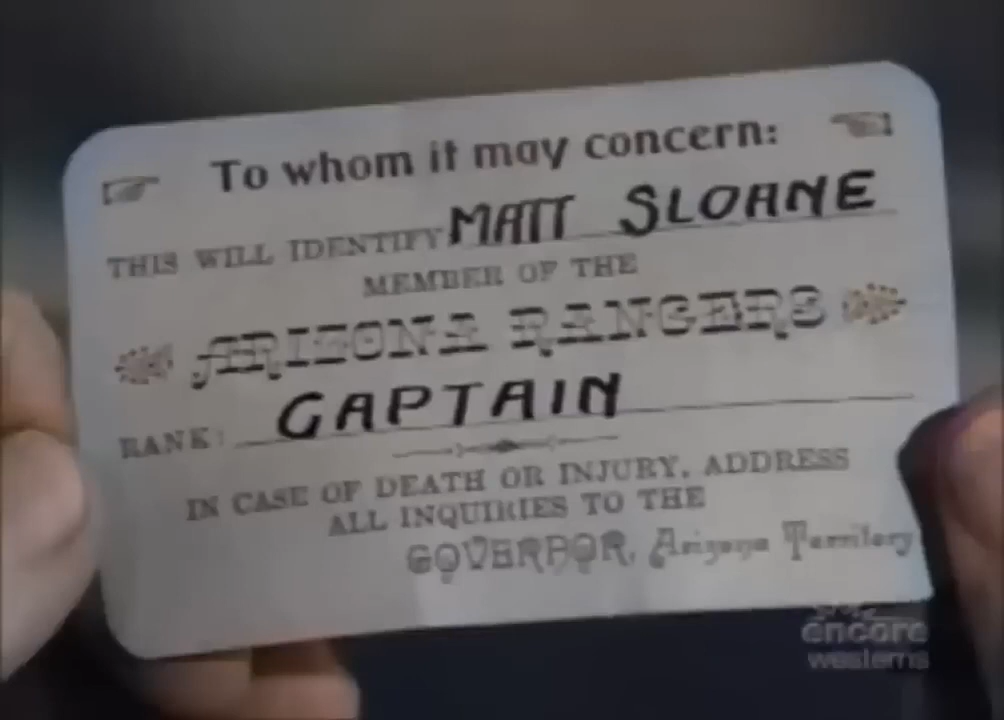 To whom it may concern:
THIS WILL IDENTIFY MATT SLOANE
MEMBER OF THE
ARIZONA RANGERS
RANK: CAPTAIN
IN CASE OF DEATH OR INJURY, ADDRESS
ALL INQUIRIES TO THE
GOVERNOR, Arizona Territory
encore
westerns